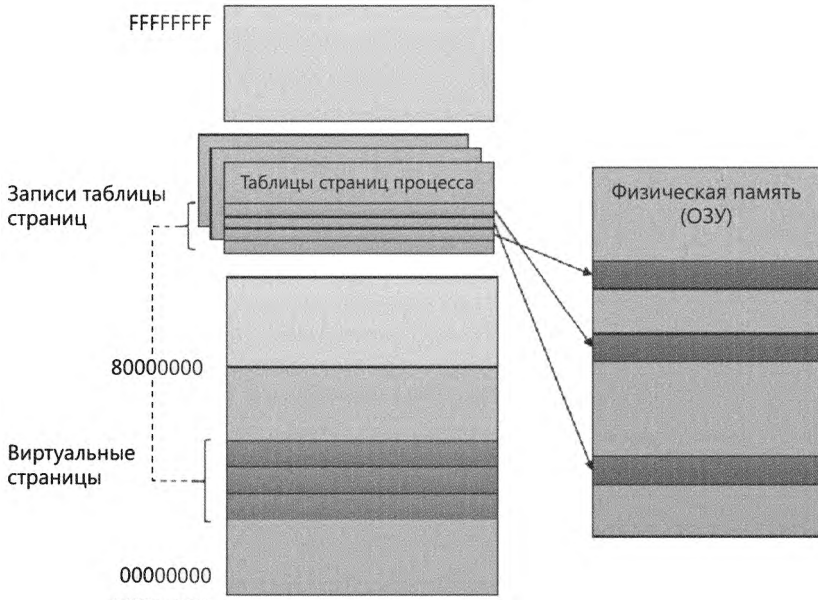 FFFFFFFF
Таблицы страниц процесса
Записи таблицы
страниц
Физическая память
(ОЗУ)
80000000
Виртуальные
страницы
00000000